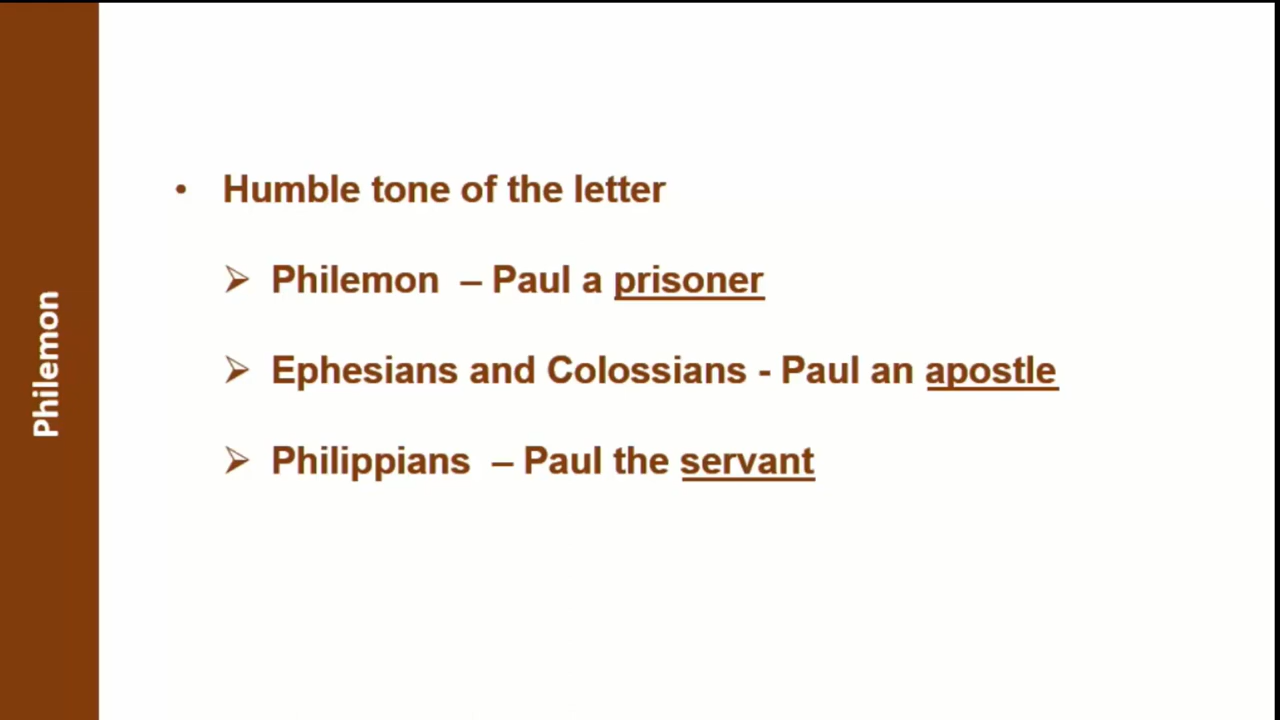 Philemon
• Humble tone of the letter
➢ Philemon – Paul a prisoner
➢ Ephesians and Colossians - Paul an apostle
➢ Philippians – Paul the servant